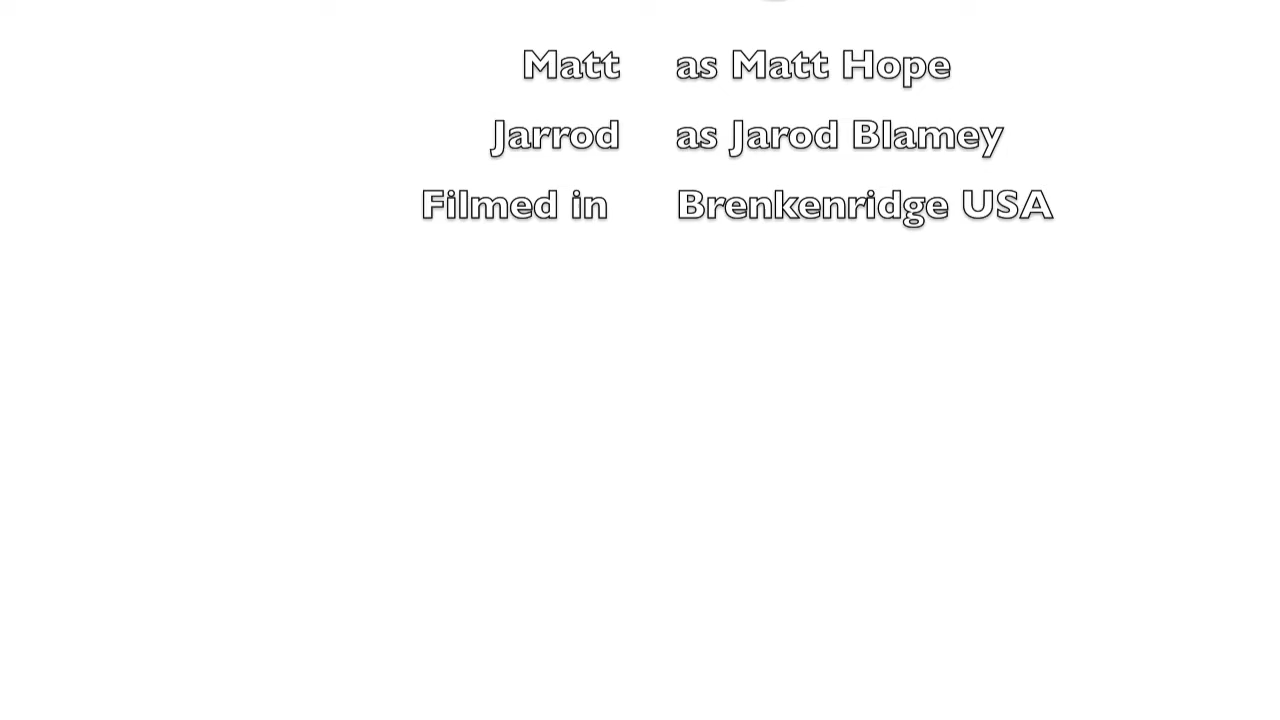 Matt as Matt Hope
Jarrod as Jarod Blamey
Filmed in Brenkenridge USA